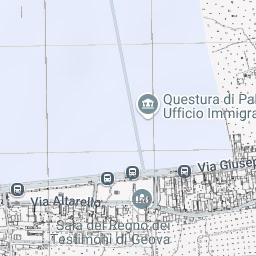 Questura di Pal
Ufficio Immigra
Via Giusep
Via Altarello
Sala del Regno dei
Testimoni di Geova